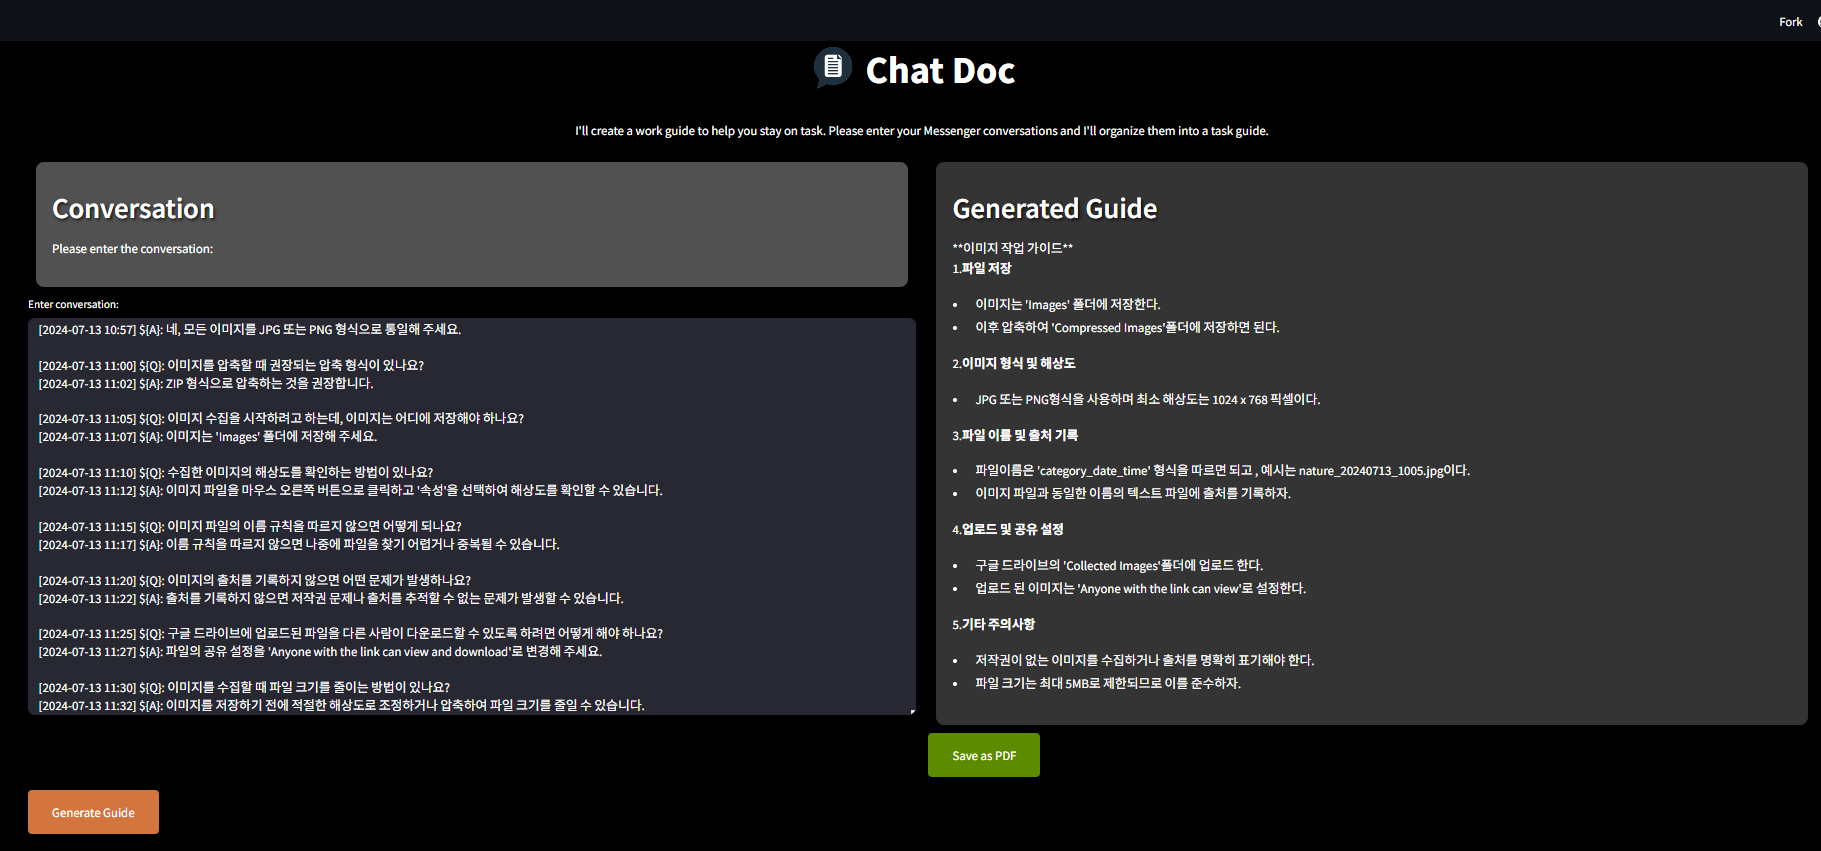 Fork
Chat Doc
I'll create a work guide to help you stay on task. Please enter your Messenger conversations and I'll organize them into a task guide.
Conversation
Please enter the conversation:
Enter conversation:
[2024-07-13 10:57] ${A}: 네, 모든 이미지를 JPG 또는 PNG 형식으로 통일해 주세요.
[2024-07-13 11:00] ${Q}: 이미지를 압축할 때 권장되는 압축 형식이 있나요?
[2024-07-13 11:02] ${A}: ZIP 형식으로 압축하는 것을 권장합니다.
[2024-07-13 11:05] ${Q}: 이미지 수집을 시작하려고 하는데, 이미지는 어디에 저장해야 하나요?
[2024-07-13 11:07] ${A}: 이미지는 'Images' 폴더에 저장해 주세요.
[2024-07-13 11:10] ${Q}: 수집한 이미지의 해상도를 확인하는 방법이 있나요?
[2024-07-13 11:12] ${A}: 이미지 파일을 마우스 오른쪽 버튼으로 클릭하고 '속성'을 선택하여 해상도를 확인할 수 있습니다.
[2024-07-13 11:15] ${Q}: 이미지 파일의 이름 규칙을 따르지 않으면 어떻게 되나요?
[2024-07-13 11:17] ${A}: 이름 규칙을 따르지 않으면 나중에 파일을 찾기 어렵거나 중복될 수 있습니다.
[2024-07-13 11:20] ${Q}: 이미지의 출처를 기록하지 않으면 어떤 문제가 발생하나요?
[2024-07-13 11:22] ${A}: 출처를 기록하지 않으면 저작권 문제나 출처를 추적할 수 없는 문제가 발생할 수 있습니다.
[2024-07-13 11:25] ${Q}: 구글 드라이브에 업로드된 파일을 다른 사람이 다운로드할 수 있도록 하려면 어떻게 해야 하나요?
[2024-07-13 11:27] ${A}: 파일의 공유 설정을 'Anyone with the link can view and download'로 변경해 주세요.
[2024-07-13 11:30] ${Q}: 이미지를 수집할 때 파일 크기를 줄이는 방법이 있나요?
[2024-07-13 11:32] ${A}: 이미지를 저장하기 전에 적절한 해상도로 조정하거나 압축하여 파일 크기를 줄일 수 있습니다.
Generate Guide
Generated Guide
**이미지 작업 가이드**
1.파일 저장
• 이미지는 'Images' 폴더에 저장한다.
• 이후 압축하여 'Compressed Images'폴더에 저장하면 된다.
2.이미지 형식 및 해상도
• JPG 또는 PNG형식을 사용하며 최소 해상도는 1024 x 768 픽셀이다.
3.파일 이름 및 출처 기록
• 파일이름은 'category_date_time' 형식을 따르면 되고 , 예시는 nature_20240713_1005.jpg이다.
• 이미지 파일과 동일한 이름의 텍스트 파일에 출처를 기록하자.
4.업로드 및 공유 설정
• 구글 드라이브의 'Collected Images'폴더에 업로드 한다.
• 업로드 된 이미지는 'Anyone with the link can view'로 설정한다.
5.기타 주의사항
• 저작권이 없는 이미지를 수집하거나 출처를 명확히 표기해야 한다.
• 파일 크기는 최대 5MB로 제한되므로 이를 준수하자.
Save as PDF